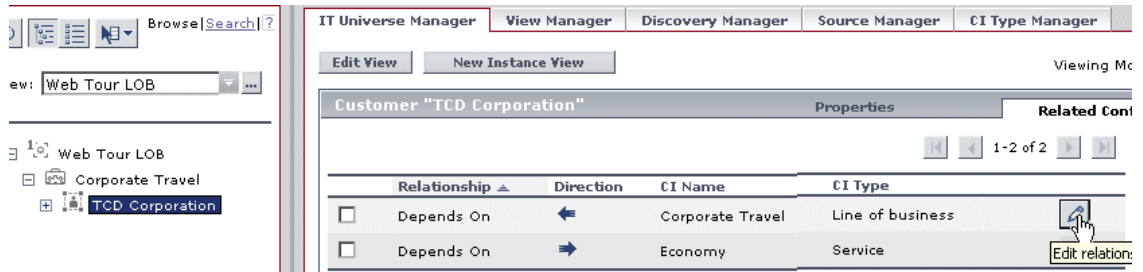 Browse|Search|?
ew: Web Tour LOB ...
1 Web Tour LOB
Corporate Travel
TCD Corporation
IT Universe Manager View Manager Discovery Manager Source Manager CI Type Manager
Edit View New Instance View Viewing Mo
Customer "TCD Corporation" Properties Related Conf
1-2 of 2
Relationship Direction CI Name CI Type
Depends On Corporate Travel Line of business
Depends On Economy Service
Edit relations